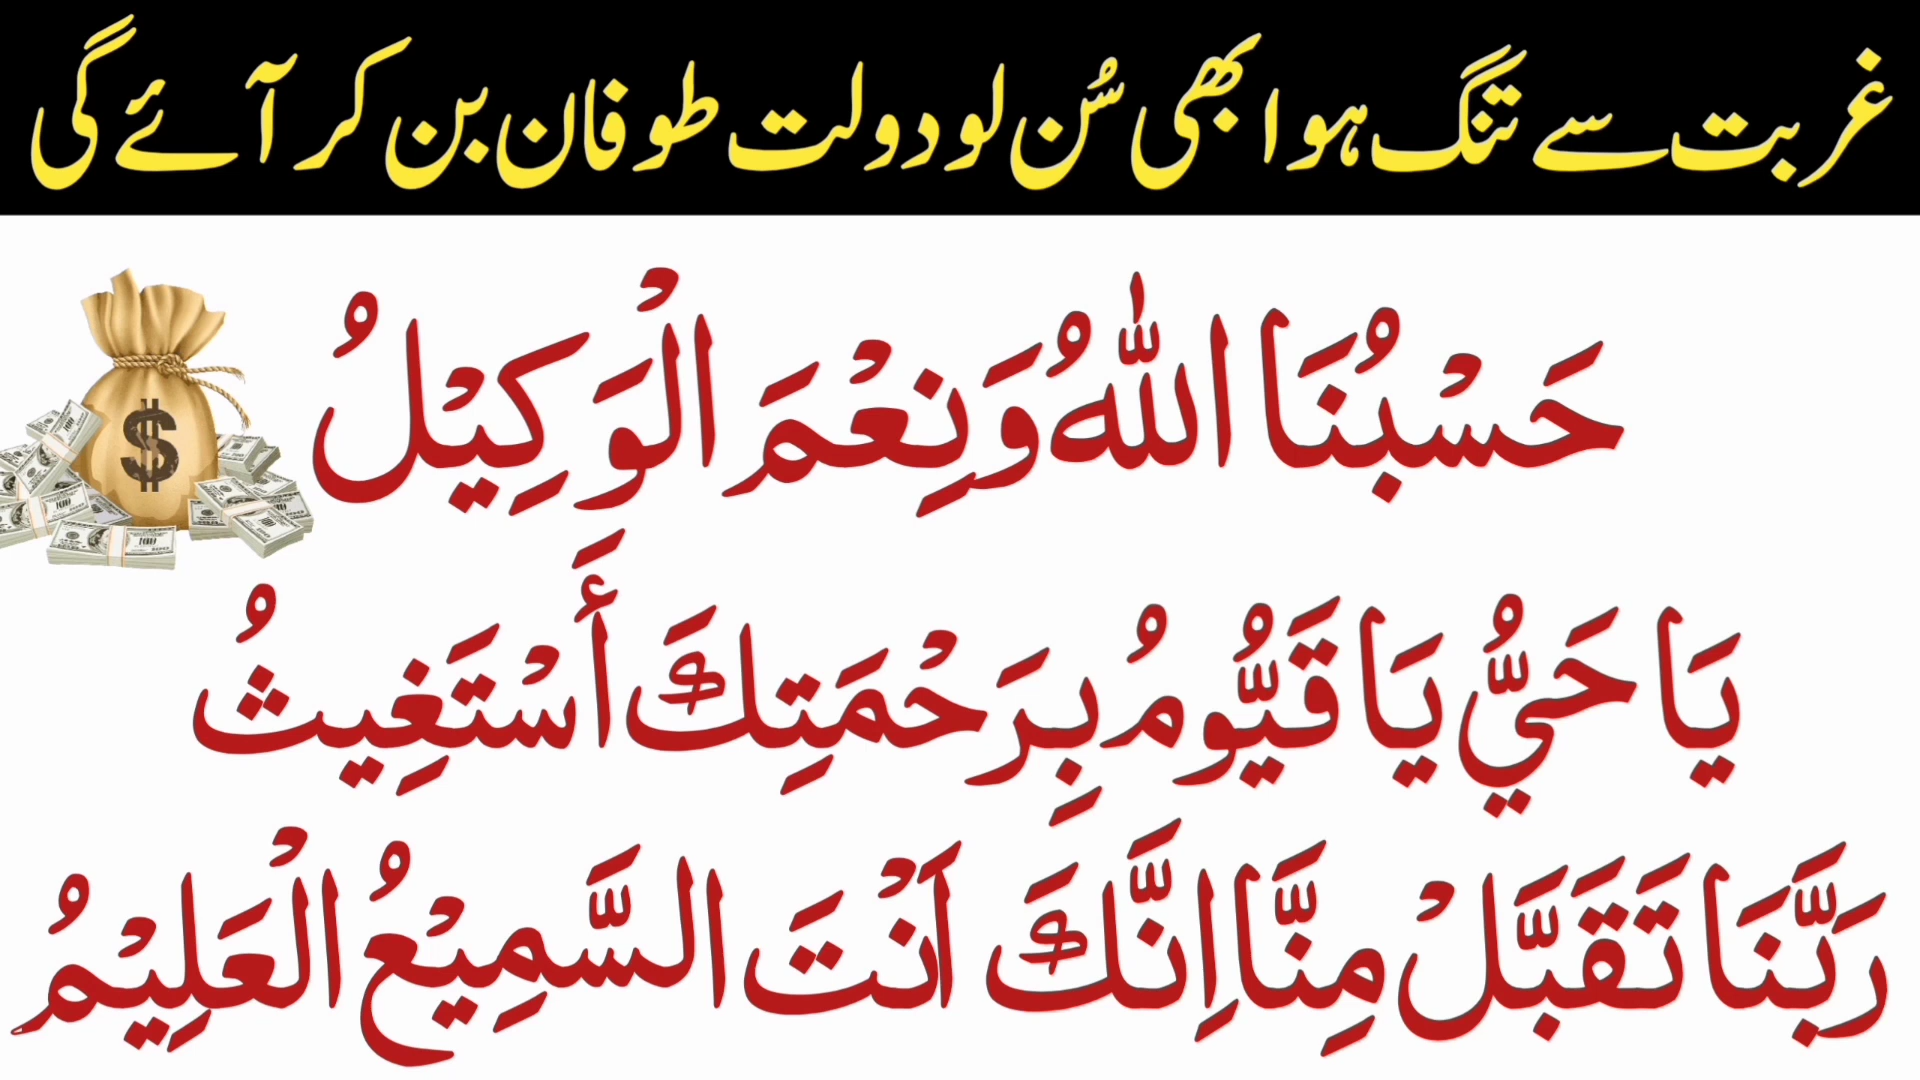 غربت سے تنگ ہو ابھی سُن لو دولت طوفان بن کر آئے گی
حَسْبُنَا اللّٰهُ وَنِعْمَ الْوَكِيْلُ
يَا حَيُّ يَا قَيُّومُ بِرَحْمَتِكَ أَسْتَغِيثُ
رَبَّنَا تَقَبَّلْ مِنَّا اِنَّكَ اَنْتَ السَّمِيْعُ الْعَلِيْمُ